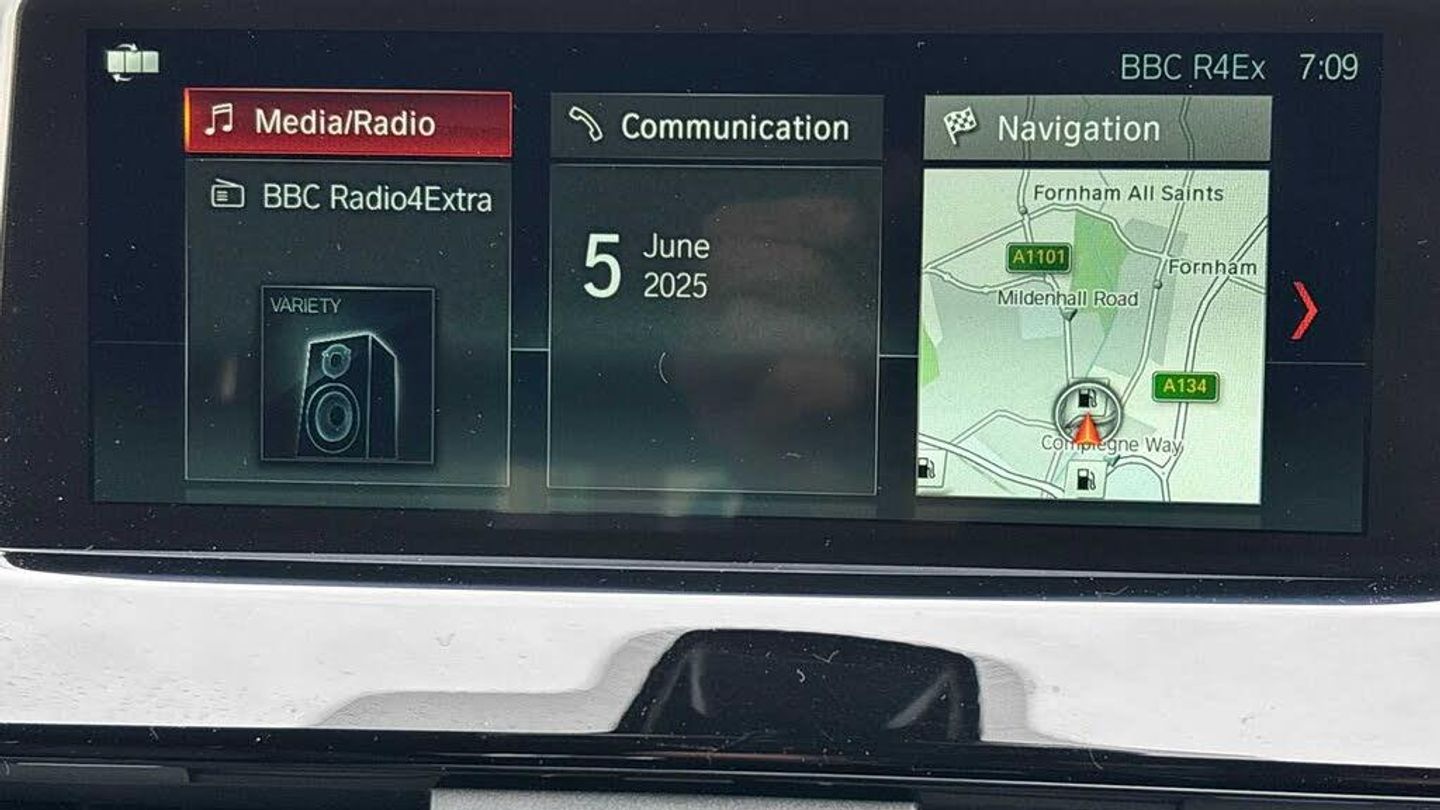 BBC R4Ex 7:09
Media/Radio
Communication
Navigation
BBC Radio4Extra
VARIETY
5
June
2025
Fornham All Saints
A1101
Fornham
Mildenhall Road
A134
Compiegne Way